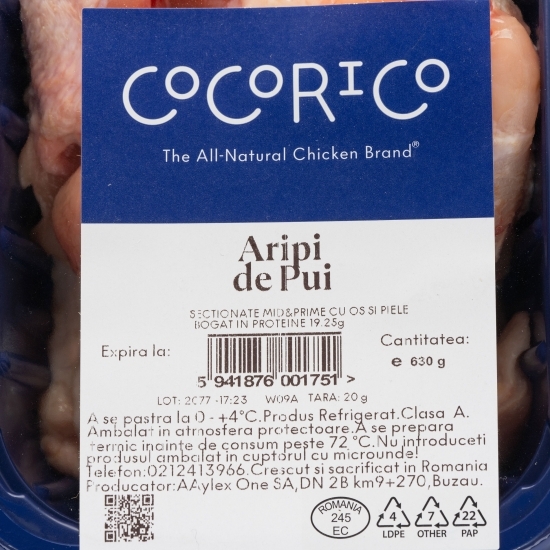 COCORICO
The All-Natural Chicken Brand®
Aripi
de Pui
SECTIONATE MID&PRIME CU OS SI PIELE
BOGAT IN PROTEINE 19.25g
Expira la:
Cantitatea:
e 630 g
5 941876 001751 >
LOT: 2077 -17:23 W09A TARA: 20 g
A se pastra la 0 - +4°C.Produs Refrigerat.Clasa A.
Ambalat in atmosfera protectoare.A se prepara
termic inainte de consum peste 72 °C.Nu introduceti
produsul ambalat in cuptorul cu microunde!
Telefon:0212413966.Crescut si sacrificat in Romania
Producator:AAylex One SA,DN 2B km9+270,Buzau.
ROMANIA
245
EC
4
LDPE
7
OTHER
22
PAP